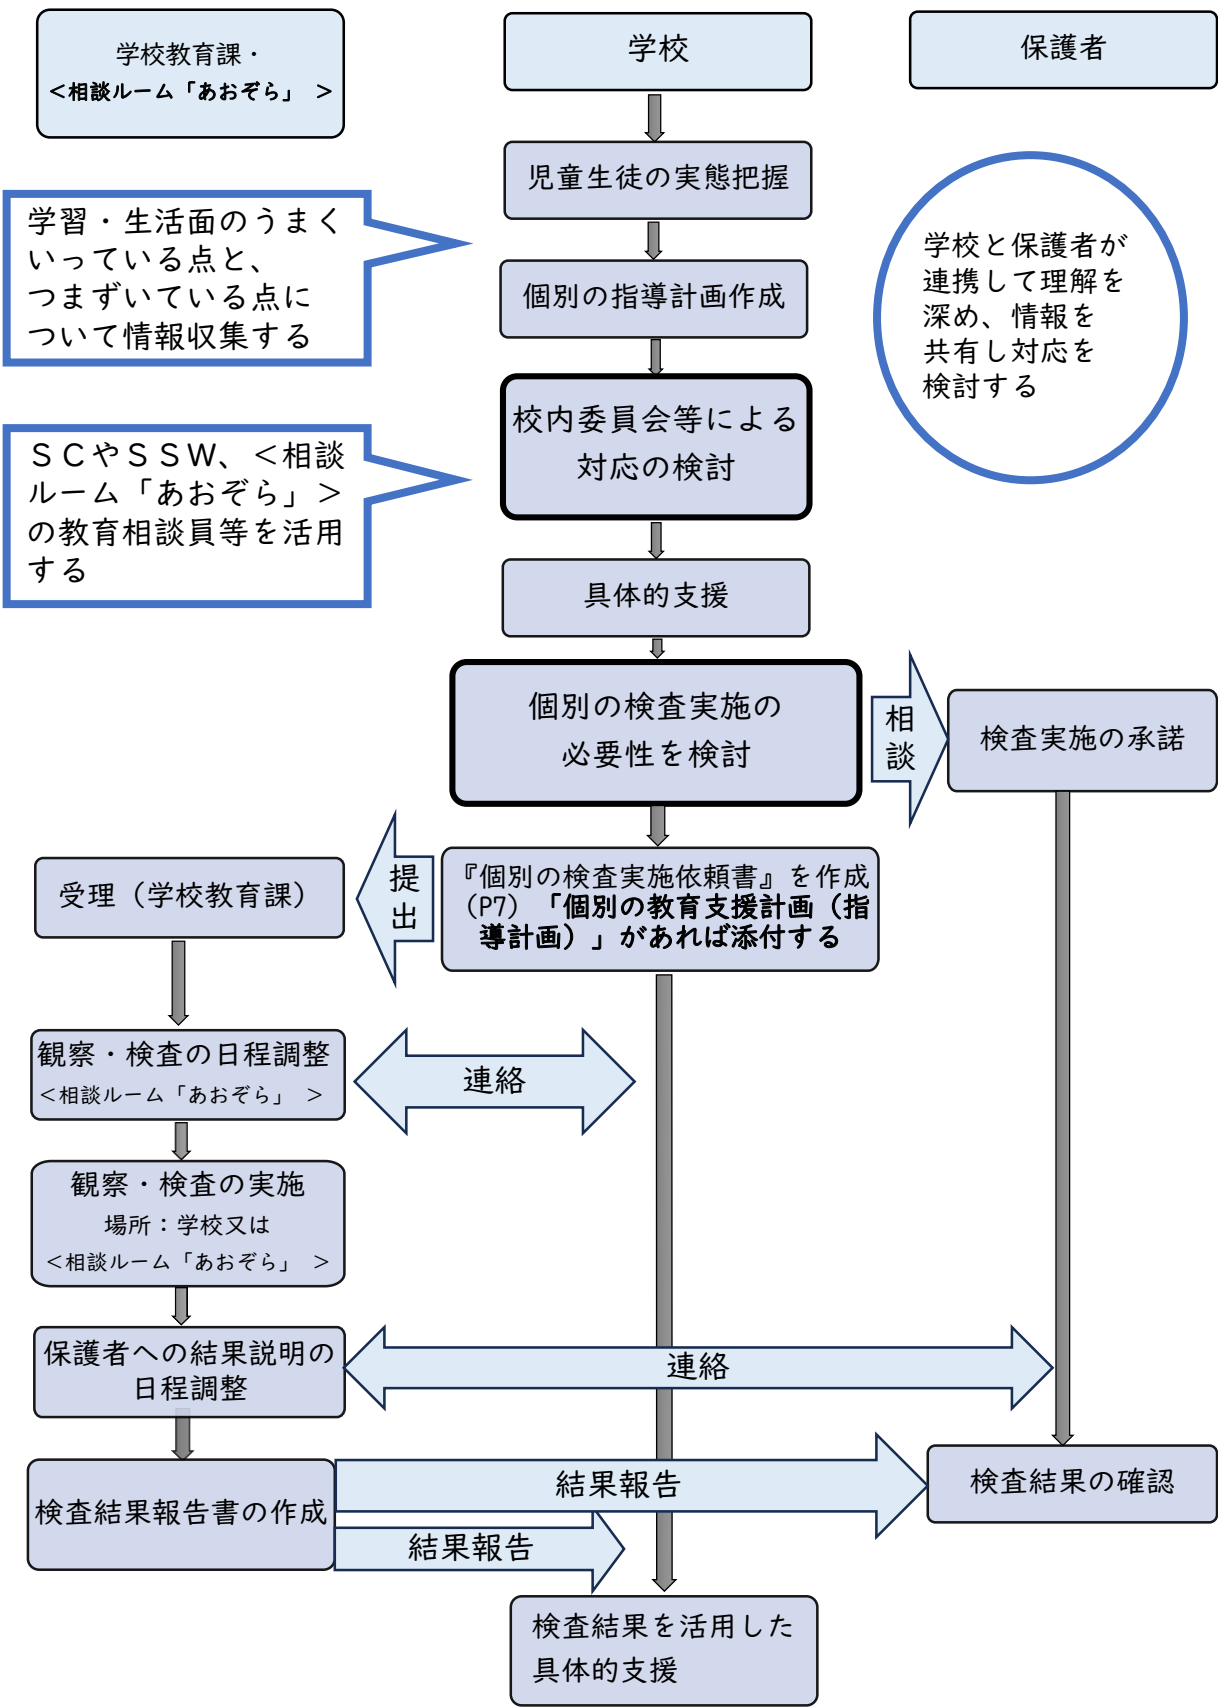 学校教育課・
<相談ルーム「あおぞら」 >
学校
保護者
児童生徒の実態把握
学習・生活面のうまく
いっている点と、
つまずいている点に
ついて情報収集する
個別の指導計画作成
学校と保護者が
連携して理解を
深め、情報を
共有し対応を
検討する
校内委員会等による
対応の検討
ＳＣやＳＳＷ、＜相談
ルーム「あおぞら」＞
の教育相談員等を活用
する
具体的支援
個別の検査実施の
必要性を検討
相
談
検査実施の承諾
『個別の検査実施依頼書』を作成
（P7）「個別の教育支援計画（指
導計画）」があれば添付する
提
出
受理（学校教育課）
観察・検査の日程調整
<相談ルーム「あおぞら」 >
連絡
観察・検査の実施
場所：学校又は
<相談ルーム「あおぞら」 >
保護者への結果説明の
日程調整
連絡
検査結果報告書の作成
結果報告
検査結果の確認
結果報告
検査結果を活用した
具体的支援